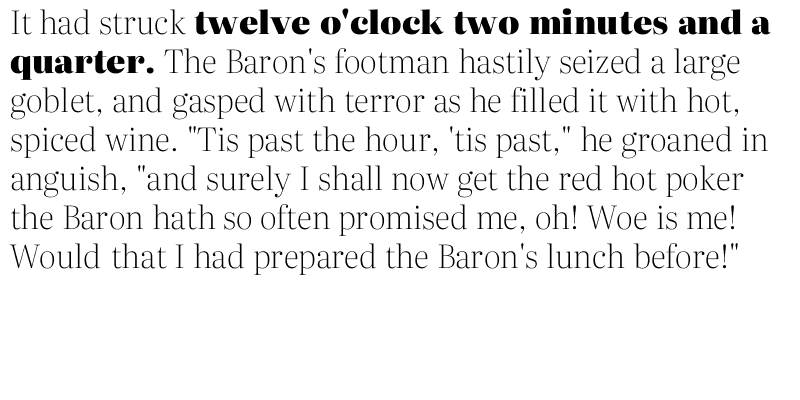 It had struck twelve o'clock two minutes and a
quarter. The Baron's footman hastily seized a large
goblet, and gasped with terror as he filled it with hot,
spiced wine. "Tis past the hour, 'tis past," he groaned in
anguish, "and surely I shall now get the red hot poker
the Baron hath so often promised me, oh! Woe is me!
Would that I had prepared the Baron's lunch before!"